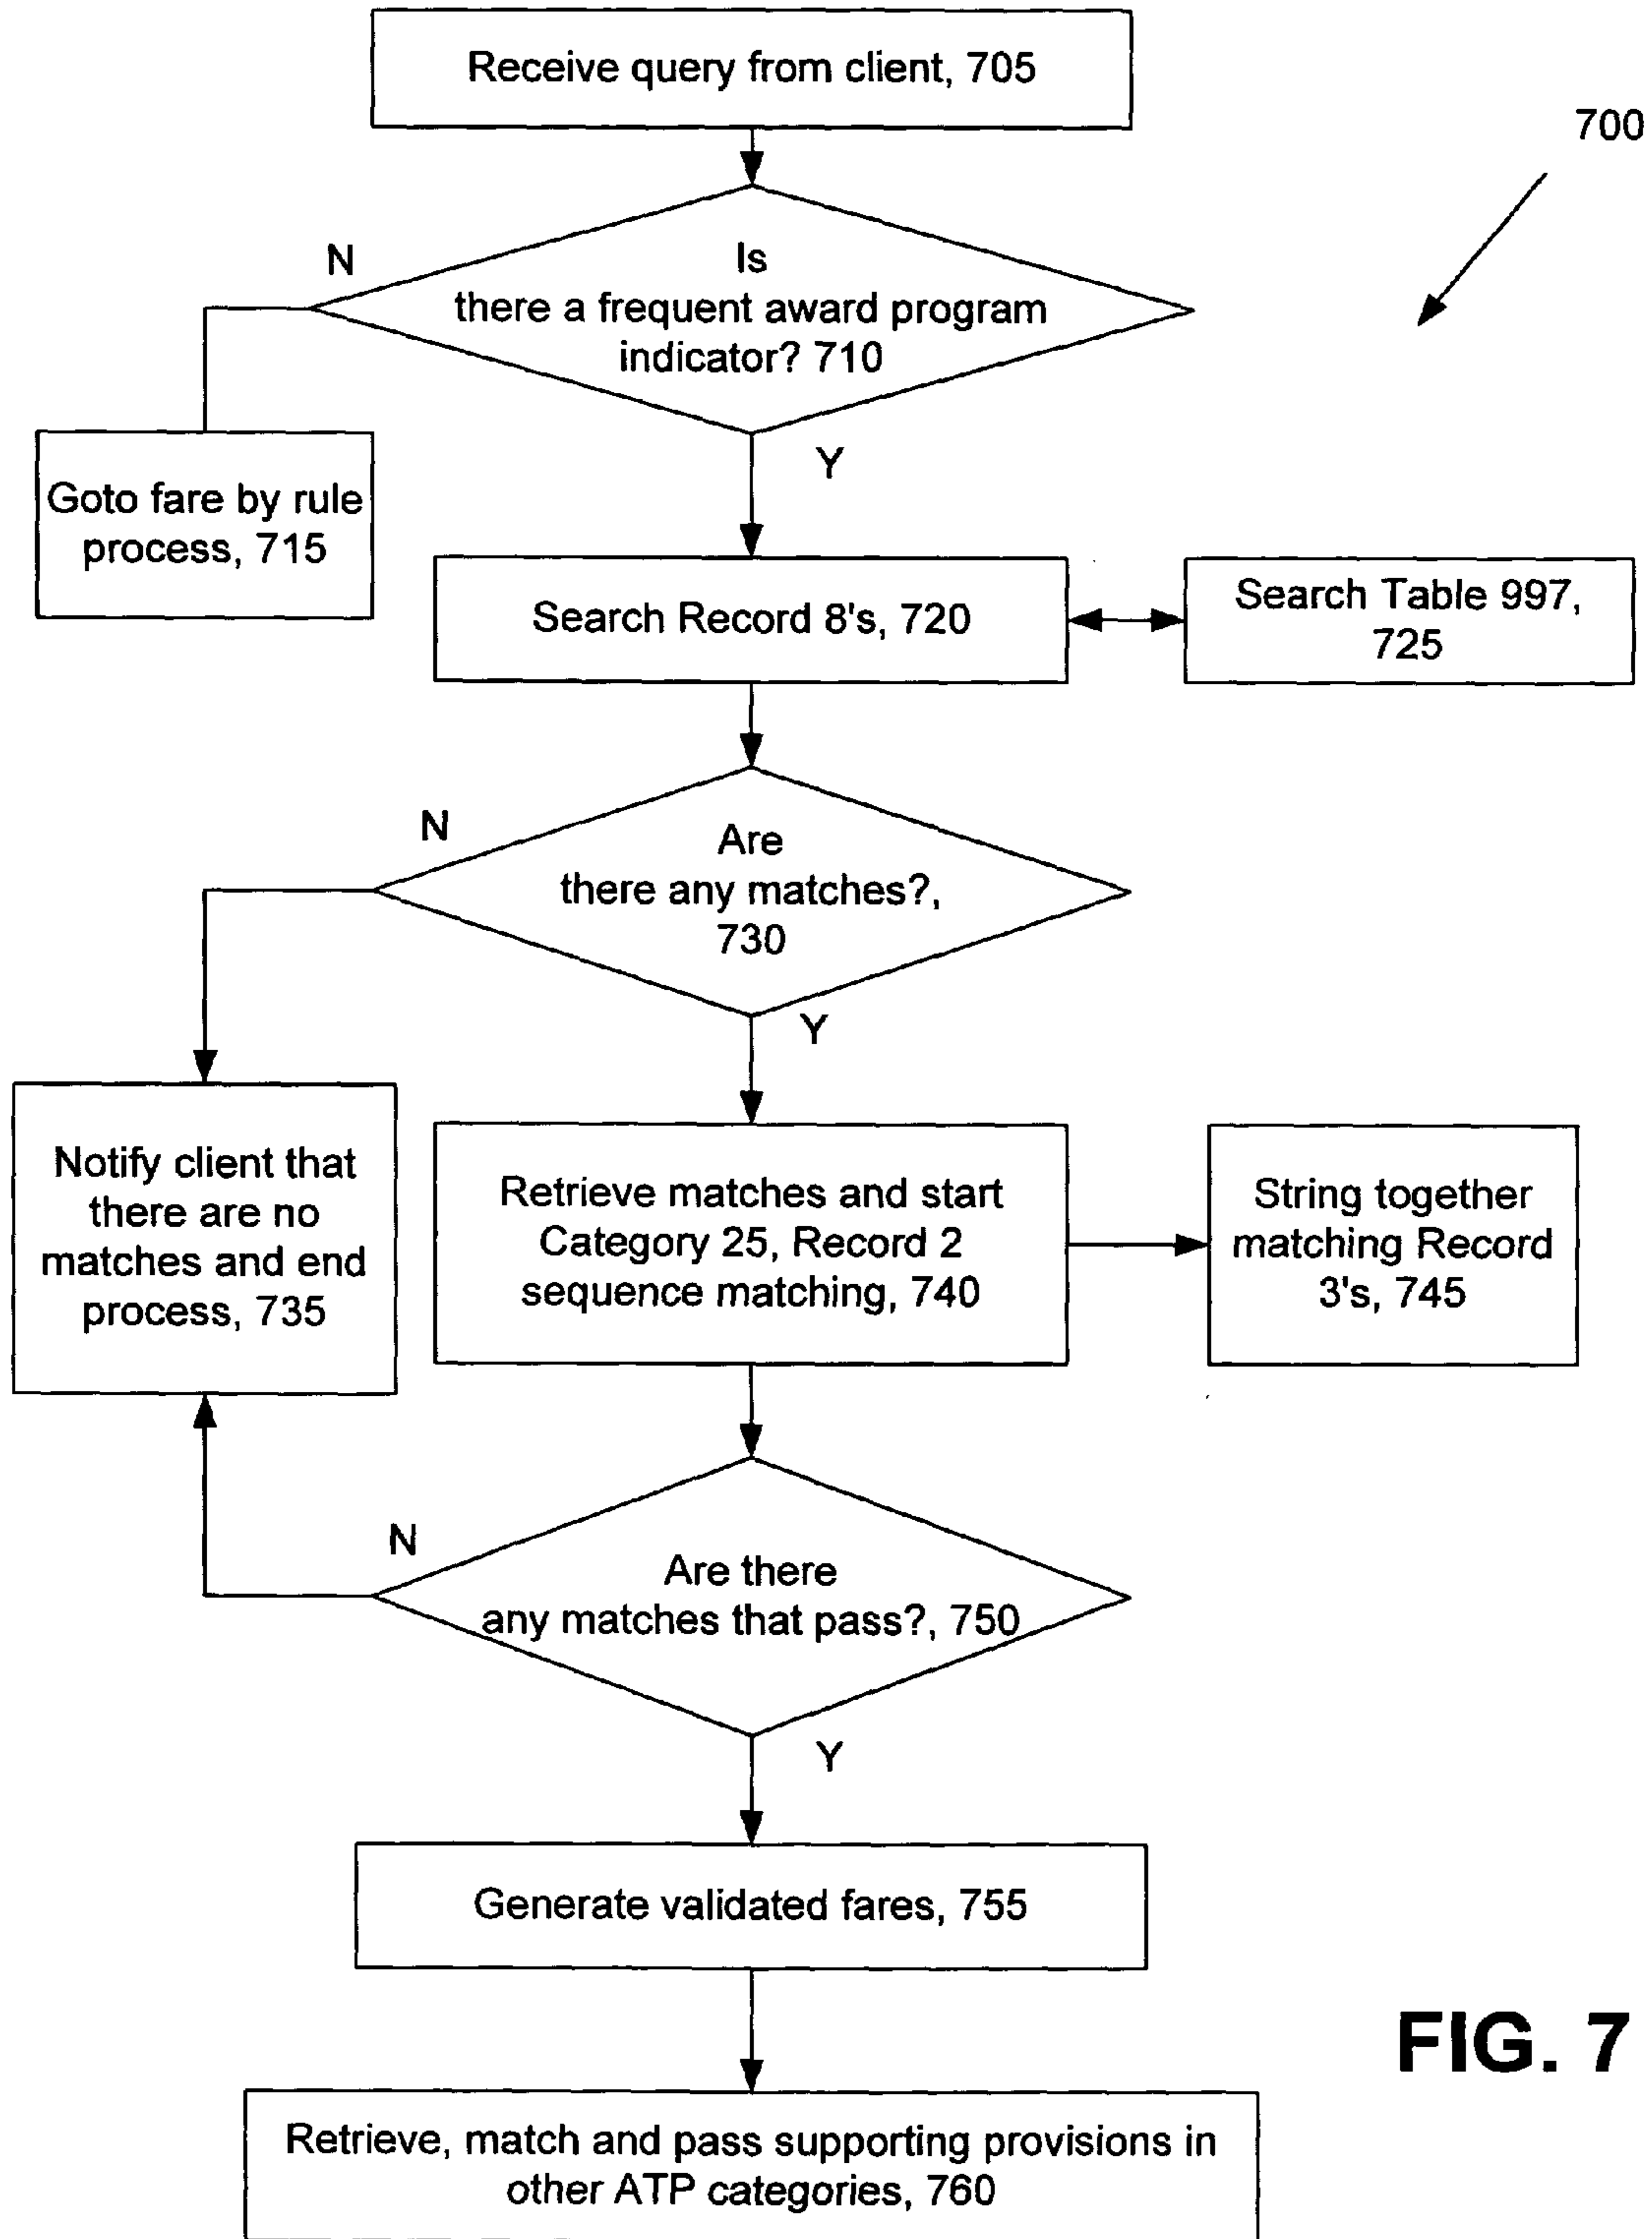 Receive query from client, 705
700
N
Is
there a frequent award program
indicator? 710
Y
Goto fare by rule
process, 715
Search Record 8's, 720
Search Table 997,
725
N
Are
there any matches?,
730
Y
Notify client that
there are no
matches and end
process, 735
Retrieve matches and start
Category 25, Record 2
sequence matching, 740
String together
matching Record
3's, 745
N
Are there
any matches that pass?, 750
Y
Generate validated fares, 755
FIG. 7
Retrieve, match and pass supporting provisions in
other ATP categories, 760